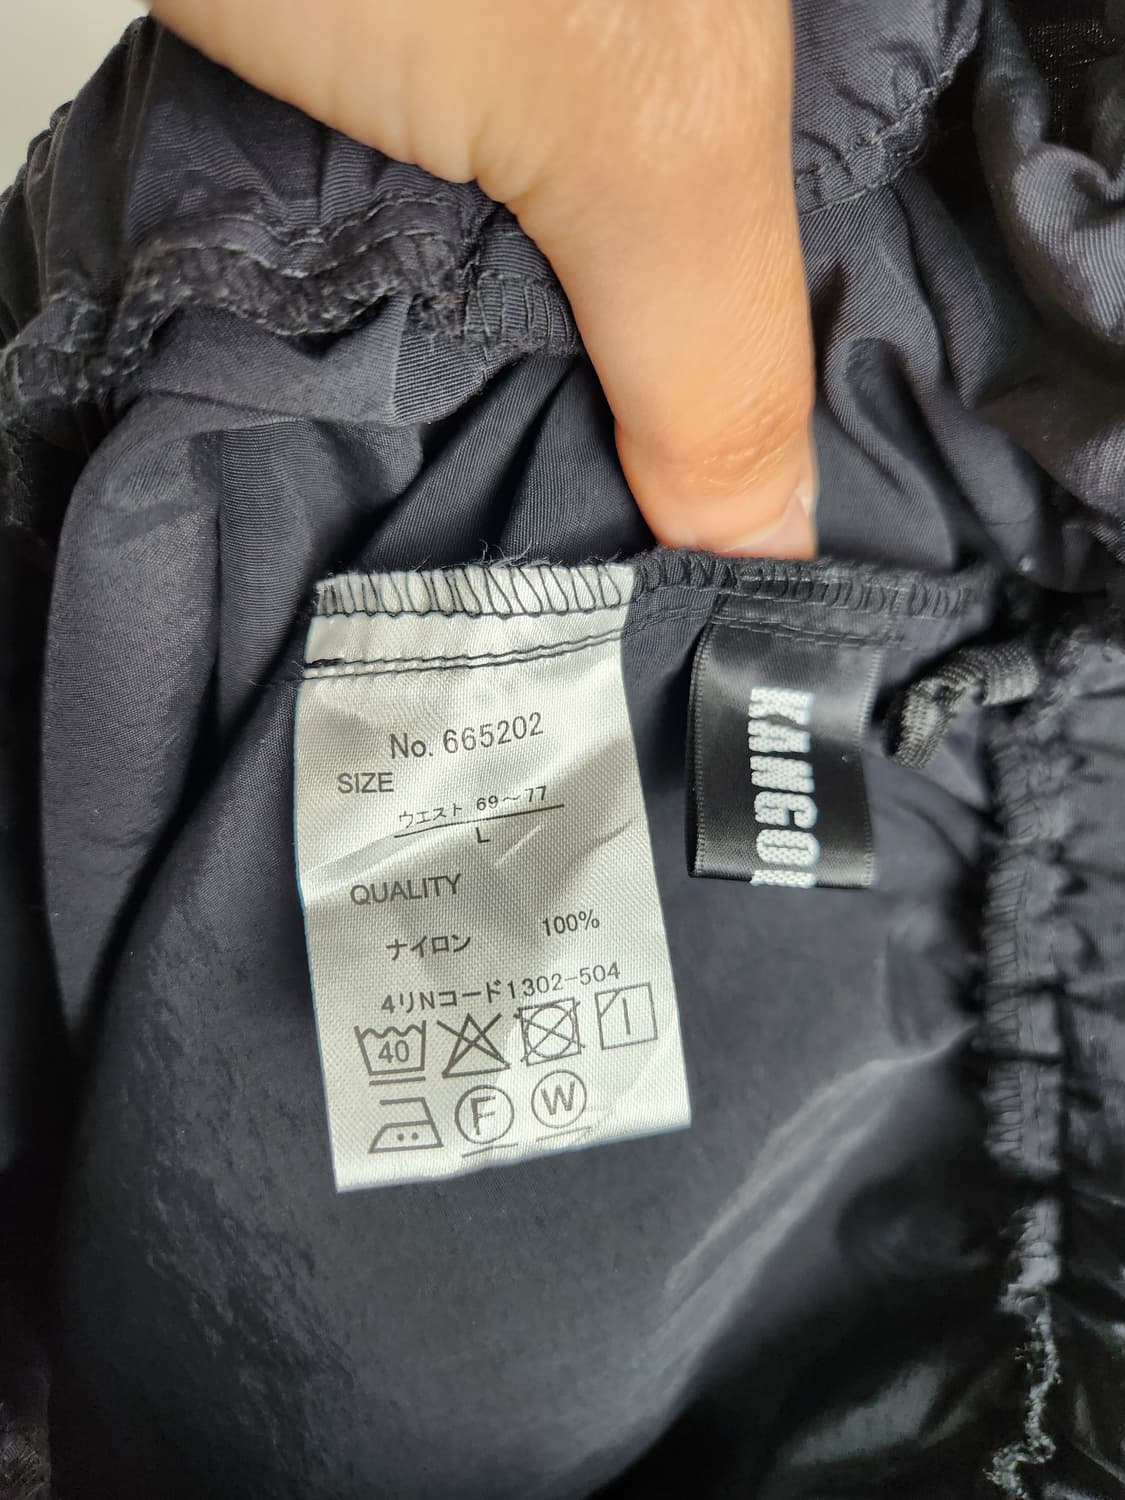 No. 665202
SIZE
ウエスト 69～77
L
QUALITY
ナイロン 100%
4リNコード1302-504
40
F
W
KANGOL